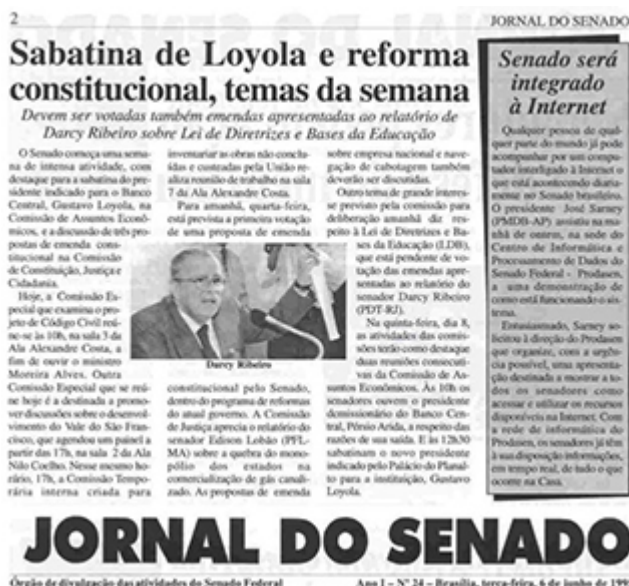 2
JORNAL DO SENADO
Sabatina de Loyola e reforma
constitucional, temas da semana
Devem ser votadas também emendas apresentadas ao relatório de
Darcy Ribeiro sobre Lei de Diretrizes e Bases da Educação
O Senado começa uma sema-
na de intensa atividade, com
destaque para a sabatina do pre-
sidente indicado para o Banco
Central, Gustavo Loyola, na
Comissão de Assuntos Econô-
micos, e a discussão de três pro-
postas de emenda cons-
titucional na Comissão
de Constituição, Justiça e
Cidadania.
Hoje, a Comissão Es-
pecial que examina o pro-
jeto de Código Civil reú-
ne-se às 10h, na sala 3 da
Ala Alexandre Costa, a
fim de ouvir o ministro
Moreira Alves. Outra
Comissão Especial que se reú-
ne hoje é a destinada a promo-
ver discussões sobre o desenvol-
vimento do Vale do São Fran-
cisco, que agendou um painel a
partir das 17h, na sala 2 da Ala
Nilo Coelho. Nesse mesmo ho-
rário, 17h, a Comissão Tempo-
rária interna criada para
inventariar as obras não concluí-
das e custeadas pela União re-
aliza reunião de trabalho na sala
7 da Ala Alexandre Costa.
Para amanhã, quarta-feira,
está prevista a primeira votação
de uma proposta de emenda
Darcy Ribeiro
constitucional pelo Senado,
dentro do programa de reformas
do atual governo. A Comissão
de Justiça aprecia o relatório do
senador Edison Lobão (PFL-
MA) sobre a quebra do mono-
pólio dos estados na
comercialização de gás canali-
zado. As propostas de emenda
sobre empresa nacional e nave-
gação de cabotagem também
deverão ser discutidas.
Outro tema de grande interes-
se previsto pela comissão para
deliberação amanhã diz res-
peito à Lei de Diretrizes e Ba-
ses da Educação (LDB),
que está pendente de vo-
tação das emendas apre-
sentadas ao relatório do
senador Darcy Ribeiro
(PDT-RJ).
Na quinta-feira, dia 8,
as atividades das comis-
sões terão como destaque
duas reuniões consecuti-
vas da Comissão de As-
suntos Econômicos. Às 10h os
senadores ouvem o presidente
demissionário do Banco Cen-
tral, Pérsio Arida, a respeito das
razões de sua saída. E às 12h30
sabatinam o novo presidente
indicado pelo Palácio do Planal-
to para a instituição, Gustavo
Loyola.
Senado será
integrado
à Internet
Qualquer pessoa de qual-
quer parte do mundo já pode
acompanhar por um compu-
tador interligado à Internet o
que está acontecendo diaria-
mente no Senado brasileiro.
O presidente José Sarney
(PMDB-AP) assistiu na ma-
nhã de ontem, na sede do
Centro de Informática e
Processamento de Dados do
Senado Federal - Prodasen,
a uma demonstração de
como está funcionando o sis-
tema.
Entusiasmado, Sarney so-
licitou à direção do Prodasen
que organize, com a urgên-
cia possível, uma apresenta-
ção destinada a mostrar a to-
dos os senadores como
acessar e utilizar os recursos
disponíveis na Internet. Com
a rede de informática do
Prodasen, os senadores já têm
à sua disposição informações,
em tempo real, de tudo o que
ocorre na Casa.
JORNAL DO SENADO
Órgão de divulgação das atividades do Senado Federal
Ano I – Nº 24 – Brasília, terça-feira, 6 de junho de 19